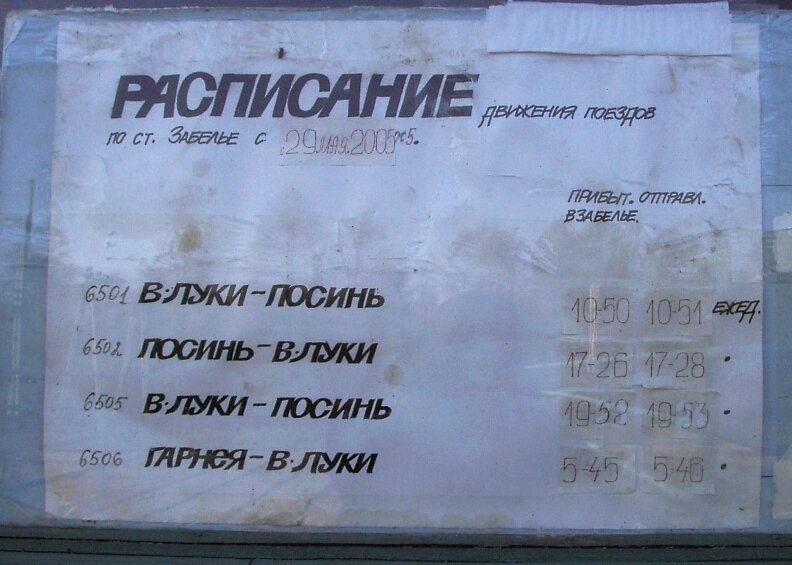 РАСПИСАНИЕ ДВИЖЕНИЯ ПОЕЗДОВ
ПО СТ. ЗАБЕЛЬЕ С 29 МАЯ 2005
ПРИБЫТ. ОТПРАВЛ.
В ЗАБЕЛЬЕ.
6501 В.ЛУКИ-ПОСИНЬ 10-50 10-51 ЕЖЕД.
6502 ПОСИНЬ-В.ЛУКИ 17-26 17-28 •
6505 В.ЛУКИ-ПОСИНЬ 19-52 19-53 •
6506 ГАРНЕЯ-В.ЛУКИ 5-45 5-46 •